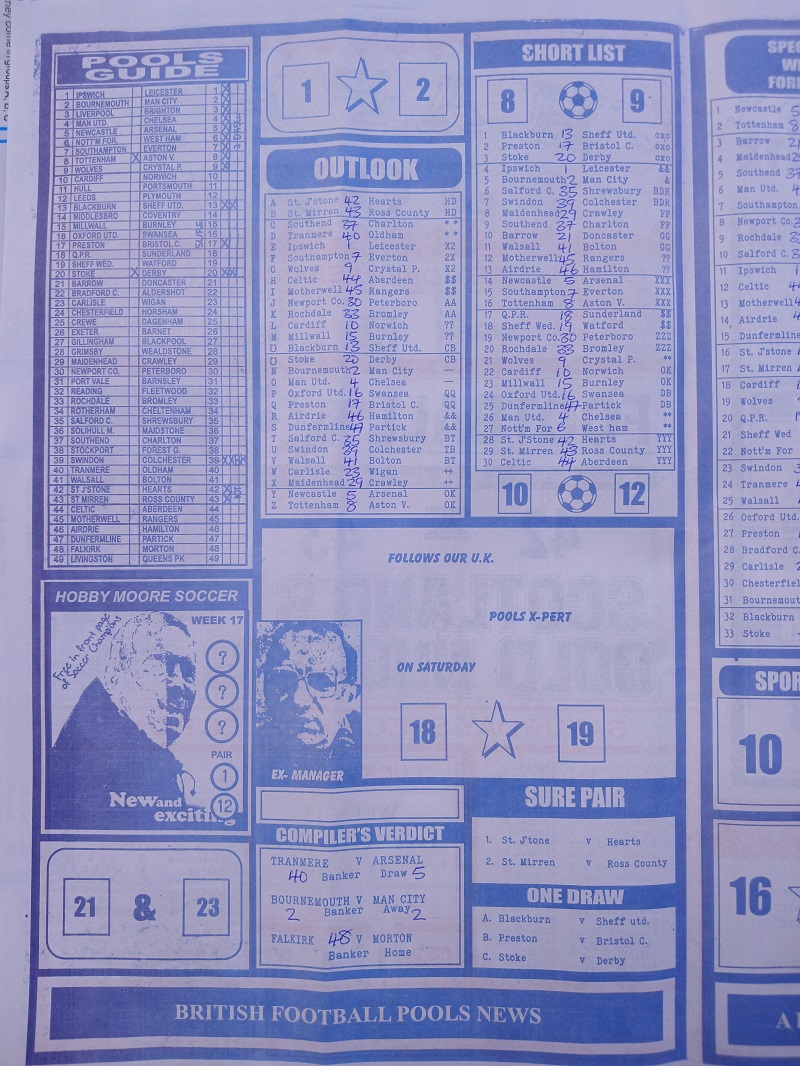 POOLS
GUIDE
1 IPSWICH LEICESTER 1 X
2 BOURNEMOUTH MAN CITY 2 X
3 LIVERPOOL BRIGHTON 3 X
4 MAN UTD. CHELSEA 4 X
5 NEWCASTLE ARSENAL 5 X
6 NOTT'M FOR. WEST HAM 6 X
7 SOUTHAMPTON EVERTON 7 X
8 TOTTENHAM X ASTON V. 8 X
9 WOLVES CRYSTAL P. 9 X
10 CARDIFF NORWICH 10
11 HULL PORTSMOUTH 11
12 LEEDS PLYMOUTH 12
13 BLACKBURN SHEFF UTD. 13 XX
14 MIDDLESBRO COVENTRY 14
15 MILLWALL BURNLEY 15
16 OXFORD UTD. SWANSEA 16
17 PRESTON BRISTOL C. 17 X
18 Q.P.R. SUNDERLAND 18
19 SHEFF WED. WATFORD 19
20 STOKE X DERBY 20 XX
21 BARROW DONCASTER 21
22 BRADFORD C. ALDERSHOT 22
23 CARLISLE WIGAN 23
24 CHESTERFIELD HORSHAM 24
25 CREWE DAGENHAM 25
26 EXETER BARNET 26
27 GILLINGHAM BLACKPOOL 27
28 GRIMSBY WEALDSTONE 28
29 MAIDENHEAD CRAWLEY 29
30 NEWPORT CO. PETERBORO 30
31 PORT VALE BARNSLEY 31
32 READING FLEETWOOD 32
33 ROCHDALE BROMLEY 33
34 ROTHERHAM CHELTENHAM 34
35 SALFORD C. SHREWSBURY 35
36 SOLIHULL M. MAIDSTONE 36
37 SOUTHEND CHARLTON 37
38 STOCKPORT FOREST G. 38
39 SWINDON COLCHESTER 39
40 TRANMERE OLDHAM 40
41 WALSALL BOLTON 41
42 ST J'STONE HEARTS 42 X
43 ST MIRREN ROSS COUNTY 43 X
44 CELTIC ABERDEEN 44
45 MOTHERWELL RANGERS 45
46 AIRDRIE HAMILTON 46
47 DUNFERMLINE PARTICK 47
48 FALKIRK MORTON 48
49 LIVINGSTON QUEENS PK 49
HOBBY MOORE SOCCER
WEEK 17
Free in front page
of Soccer Champions
?
?
?
PAIR
1
12
New and
exciting
21 & 23
1 2
OUTLOOK
A St. J'stone 42 Hearts HD
B St. Mirren 43 Ross County HD
C Southend 37 Charlton **
D Tranmere 40 Oldham **
E Ipswich 1 Leicester X2
F Southampton 7 Everton 2X
G Wolves 9 Crystal P. X2
H Celtic 44 Aberdeen $$
I Motherwell 45 Rangers $$
J Newport Co. 30 Peterboro AA
K Rochdale 33 Bromley AA
L Cardiff 10 Norwich ??
M Millwall 15 Burnley ??
Blackburn 13 Sheff Utd. CB
Stoke 20 Derby CB
N Bournemouth 2 Man City —
O Man Utd. 4 Chelsea —
P Oxford Utd. 16 Swansea QQ
Q Preston 17 Bristol C. QQ
R Airdrie 46 Hamilton &&
S Dunfermline 47 Partick &&
T Salford C. 35 Shrewsbury BT
U Swindon 39 Colchester TB
V Walsall 41 Bolton BT
W Carlisle 23 Wigan ++
X Maidenhead 29 Crawley ++
Y Newcastle 5 Arsenal OK
Z Tottenham 8 Aston V. OK
SHORT LIST
8 9
1 Blackburn 13 Sheff Utd. oxo
2 Preston 17 Bristol C. oxo
3 Stoke 20 Derby oxo
4 Ipswich 1 Leicester &&
5 Bournemouth 2 Man City &
6 Salford C. 35 Shrewsbury BDR
7 Swindon 39 Colchester BDR
8 Maidenhead 29 Crawley FF
9 Southend 37 Charlton FF
10 Barrow 21 Doncaster GG
11 Walsall 41 Bolton GG
12 Motherwell 45 Rangers ??
13 Airdrie 46 Hamilton ??
14 Newcastle 5 Arsenal XXX
15 Southampton 7 Everton XXX
16 Tottenham 8 Aston V. XXX
17 Q.P.R. 18 Sunderland $$
18 Sheff Wed. 19 Watford $$
19 Newport Co. 30 Peterboro ZZZ
20 Rochdale 33 Bromley ZZZ
21 Wolves 9 Crystal P. **
22 Cardiff 10 Norwich OK
23 Millwall 15 Burnley OK
24 Oxford Utd. 16 Swansea DB
25 Dunfermline 47 Partick DB
26 Man Utd. 4 Chelsea **
27 Nott'm For 6 West ham **
28 St. J'Stone 42 Hearts YYY
29 St. Mirren 43 Ross County YYY
30 Celtic 44 Aberdeen YYY
10 12
FOLLOWS OUR U.K.
POOLS X-PERT
ON SATURDAY
18 19
EX- MANAGER
COMPILER'S VERDICT
TRANMERE V ARSENAL
40 Banker Draw 5
BOURNEMOUTH V MAN CITY
2 Banker Away 2
FALKIRK 48 V MORTON
Banker Home
SURE PAIR
1. St. J'tone v Hearts
2. St. Mirren v Ross County
ONE DRAW
A. Blackburn v Sheff utd.
B. Preston v Bristol C.
C. Stoke v Derby
BRITISH FOOTBALL POOLS NEWS
1 Newcastle 5
2 Tottenham 8
3 Barrow
4 Maidenhead
5 Southend 37
6 Man Utd. 4
7 Southampton
8 Newport Co.
9 Rochdale
10 Salford C.
11 Ipswich 1
12 Celtic
13 Motherwell
14 Airdrie
15 Dunfermline
16 St. J'stone
17 St. Mirren
18 Cardiff
19 Wolves
20 Q.P.R.
21 Sheff Wed
22 Nott'm For
23 Swindon
24 Tranmere
25 Walsall
26 Oxford Utd
27 Preston
28 Bradford C.
29 Carlisle
30 Chesterfiel
31 Bournemout
32 Blackburn
33 Stoke
SPOR
10
16